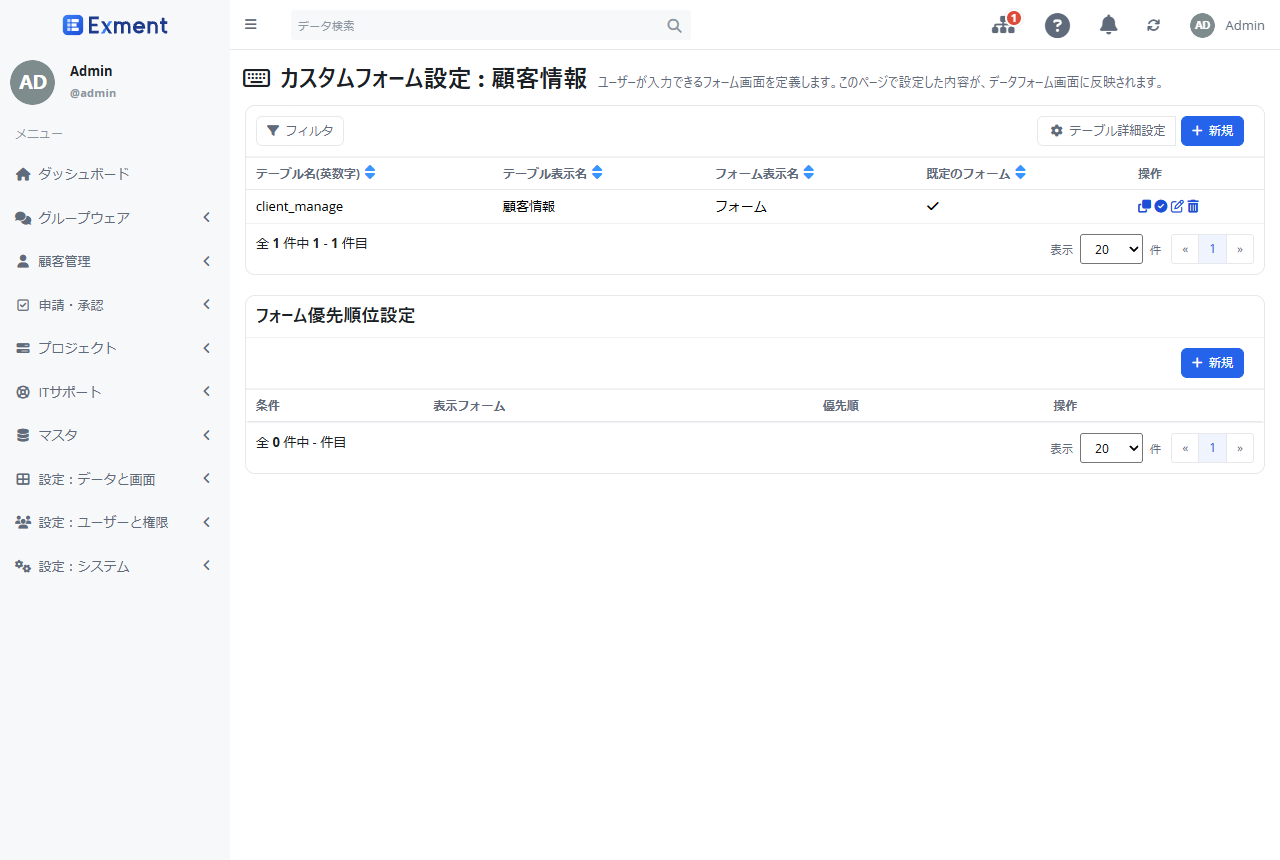 Exment
データ検索
1
?
AD
Admin
AD
Admin
@admin
メニュー
ダッシュボード
グループウェア
顧客管理
申請・承認
プロジェクト
ITサポート
マスタ
設定：データと画面
設定：ユーザーと権限
設定：システム
カスタムフォーム設定：顧客情報 ユーザーが入力できるフォーム画面を定義します。このページで設定した内容が、データフォーム画面に反映されます。
フィルタ テーブル詳細設定 新規
テーブル名(英数字) テーブル表示名 フォーム表示名 既定のフォーム 操作
client_manage 顧客情報 フォーム
全 1 件中 1 - 1 件目 表示 20 件 « 1 »
フォーム優先順位設定
新規
条件 表示フォーム 優先順 操作
全 0 件中 - 件目 表示 20 件 « 1 »